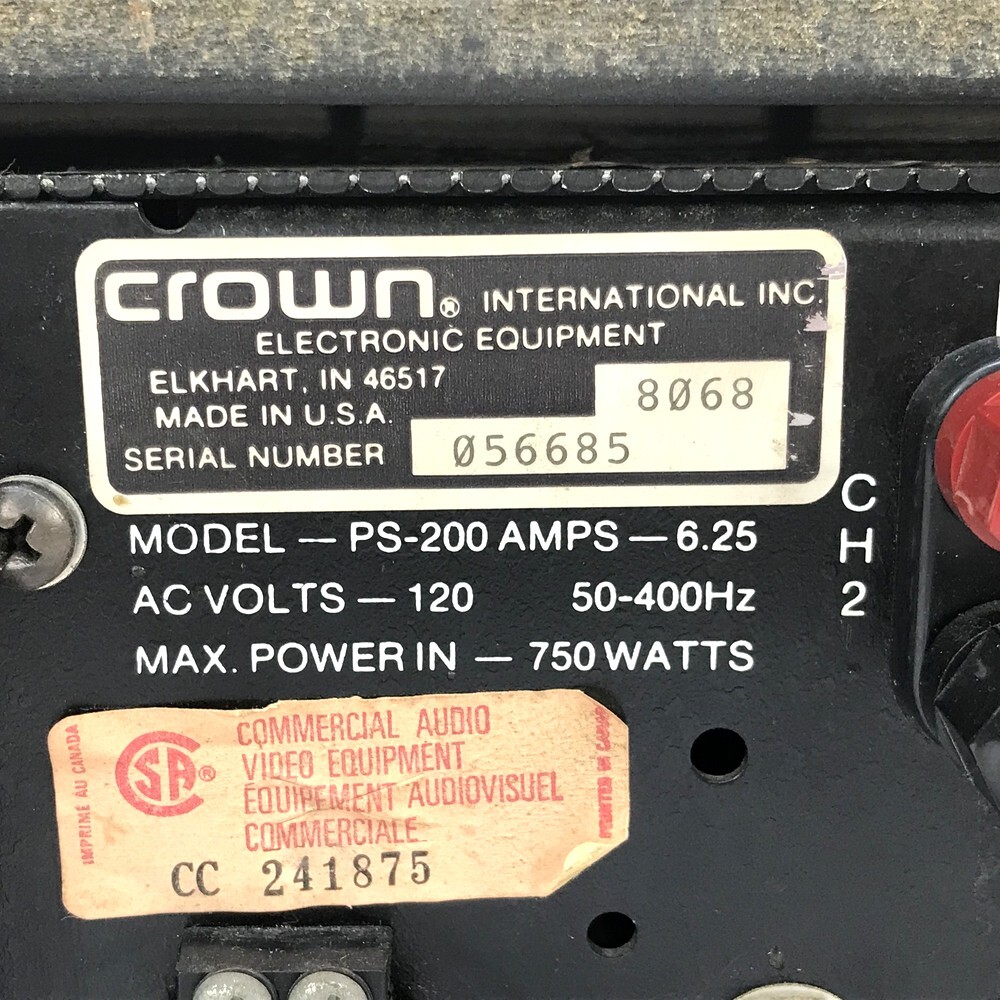 crown® INTERNATIONAL INC.
ELECTRONIC EQUIPMENT
ELKHART, IN 46517
MADE IN U.S.A.
8Ø68
SERIAL NUMBER Ø56685
MODEL — PS-200 AMPS — 6.25
AC VOLTS — 120 50-400Hz
MAX. POWER IN — 750 WATTS
CH2
IMPRIMÉ AU CANADA
CSA®
COMMERCIAL AUDIO
VIDEO EQUIPMENT
ÉQUIPEMENT AUDIOVISUEL
COMMERCIALE
CC 241875
PRINTED IN CANADA